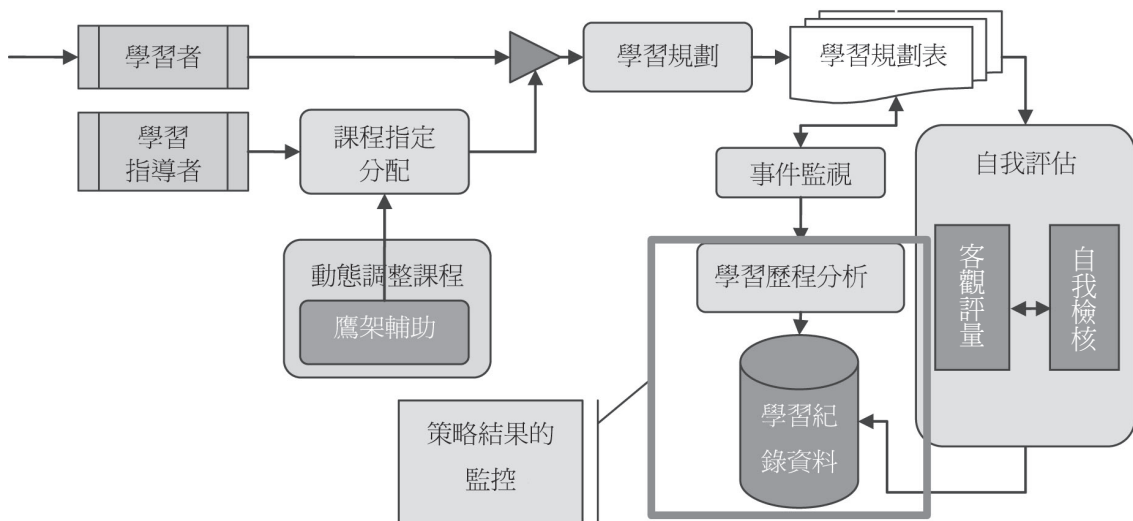 學習者
學習規劃
學習規劃表
學習
指導者
課程指定
分配
事件監視
自我評估
動態調整課程
鷹架輔助
學習歷程分析
客觀評量
自我檢核
策略結果的
監控
學習紀
錄資料